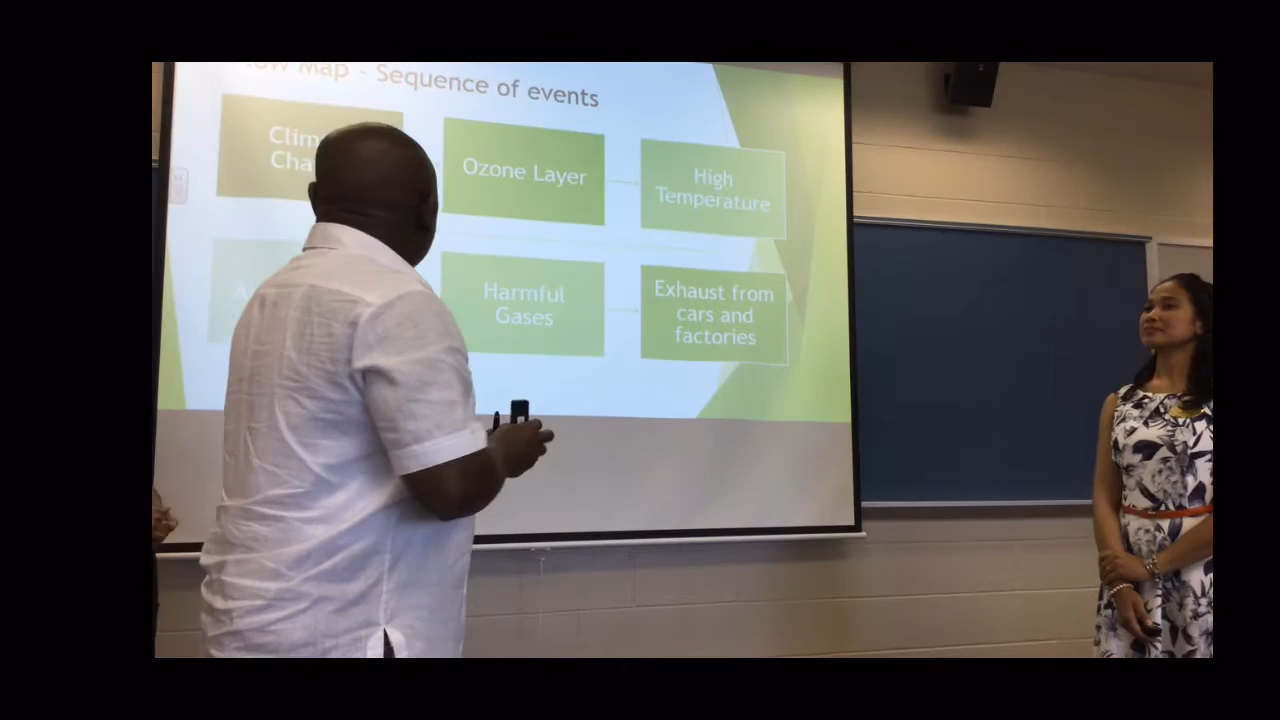 Map - Sequence of events
Ozone Layer
High
Temperature
Harmful
Gases
Exhaust from
cars and
factories